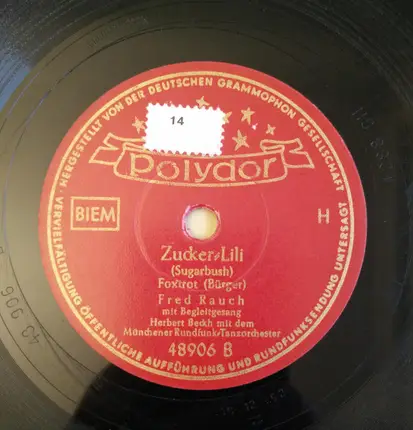 HERGESTELLT VON DER DEUTSCHEN GRAMMOPHON GESELLSCHAFT
14
Polydor
BIEM
H
Zucker-Lili
(Sugarbush)
Foxtrot (Bürger)
Fred Rauch
mit Begleitgesang
Herbert Beckh mit dem
Münchener Rundfunk-Tanzorchester
48906 B
VERVIELFÄLTIGUNG ÖFFENTLICHE AUFFÜHRUNG UND RUNDFUNKSENDUNG UNTERSAGT